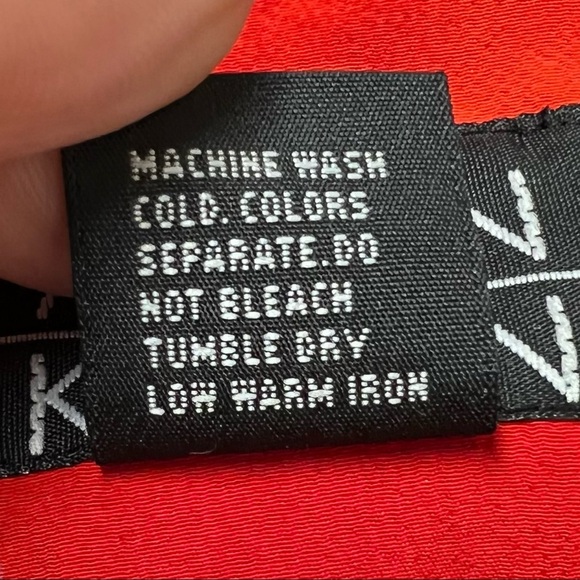 MACHINE WASH
COLD. COLORS
SEPARATE.DO
NOT BLEACH
TUMBLE DRY
LOW WARM IRON